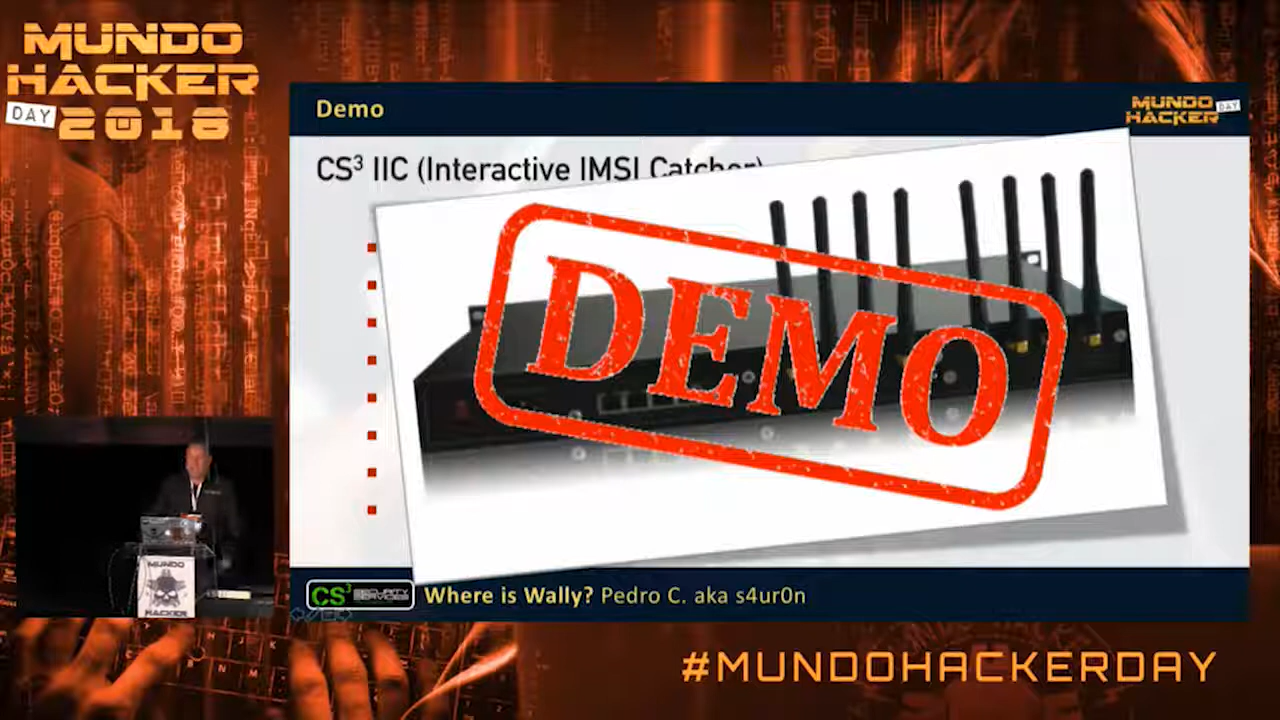 MUNDO
HACKER
DAY 2018
Demo
MUNDO DAY
HACKER
CS³ IIC (Interactive IMSI Catcher)
DEMO
MUNDO
HACKER
CS³ SECURITY
SERVICES
Where is Wally? Pedro C. aka s4ur0n
#MUNDOHACKERDAY